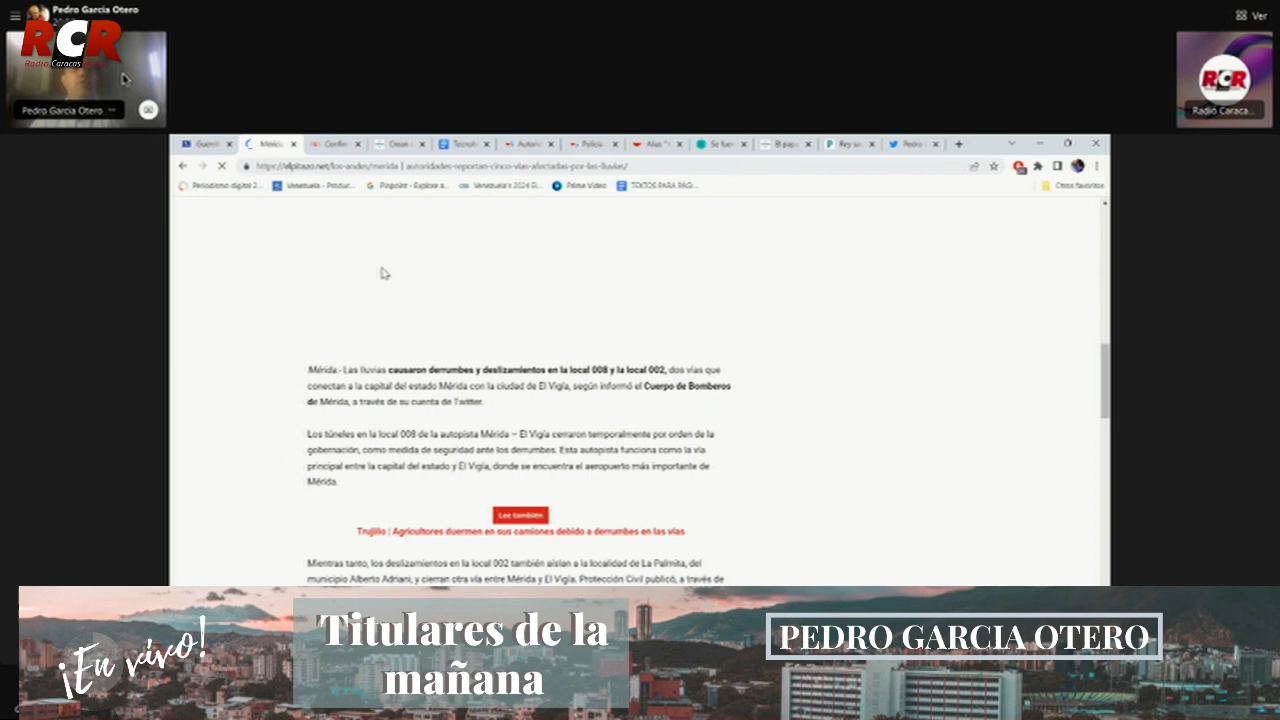 Pedro Garcia Otero
RCR
Radio Caracas
Pedro Garcia Otero
Ver
RCR
Radio Caraca...
https://elpitazo.net/los-andes/merida | autoridades-reportan-cinco-vias-afectadas-por-las-lluvias/
Periodismo digital 2... Venezuela - Produc... Pinpoint - Explore a... Venezuela's 2024 El... Prime Video TEXTOS PARA PÁG... Otros favoritos
Mérida.- Las lluvias causaron derrumbes y deslizamientos en la local 008 y la local 002, dos vías que
conectan a la capital del estado Mérida con la ciudad de El Vigía, según informó el Cuerpo de Bomberos
de Mérida, a través de su cuenta de Twitter.
Los túneles en la local 008 de la autopista Mérida – El Vigía cerraron temporalmente por orden de la
gobernación, como medida de seguridad ante los derrumbes. Esta autopista funciona como la vía
principal entre la capital del estado y El Vigía, donde se encuentra el aeropuerto más importante de
Mérida.
Lee también
Trujillo | Agricultores duermen en sus camiones debido a derrumbes en las vías
Mientras tanto, los deslizamientos en la local 002 también aíslan a la localidad de La Palmita, del
municipio Alberto Adriani, y cierran otra vía entre Mérida y El Vigía. Protección Civil publicó, a través de
¡En vivo!
Titulares de la
mañana
PEDRO GARCIA OTERO